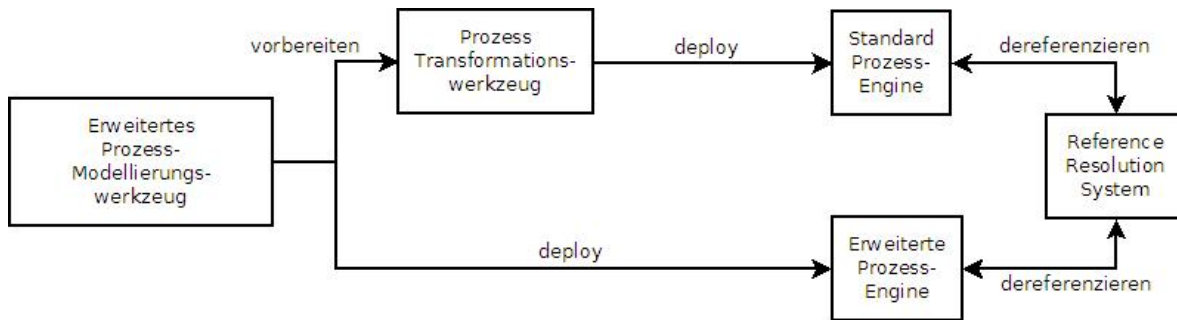 vorbereiten
Prozess
Transformations-
werkzeug
deploy
Standard
Prozess-
Engine
dereferenzieren
Erweitertes
Prozess-
Modellierungs-
werkzeug
Reference
Resolution
System
deploy
Erweiterte
Prozess-
Engine
dereferenzieren